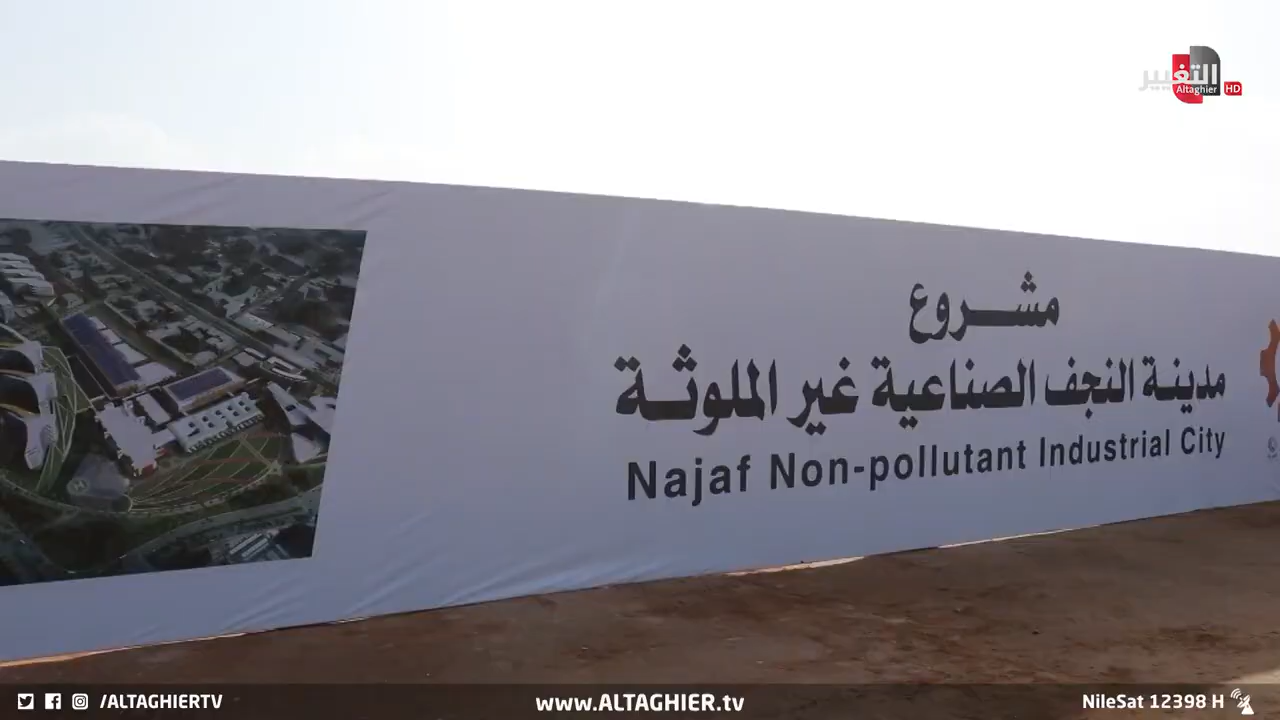 التغيير
Altaghier HD
مشروع
مدينة النجف الصناعية غير الملوثة
Najaf Non-pollutant Industrial City
/ALTAGHIERTV
www.ALTAGHIER.tv
NileSat 12398 H